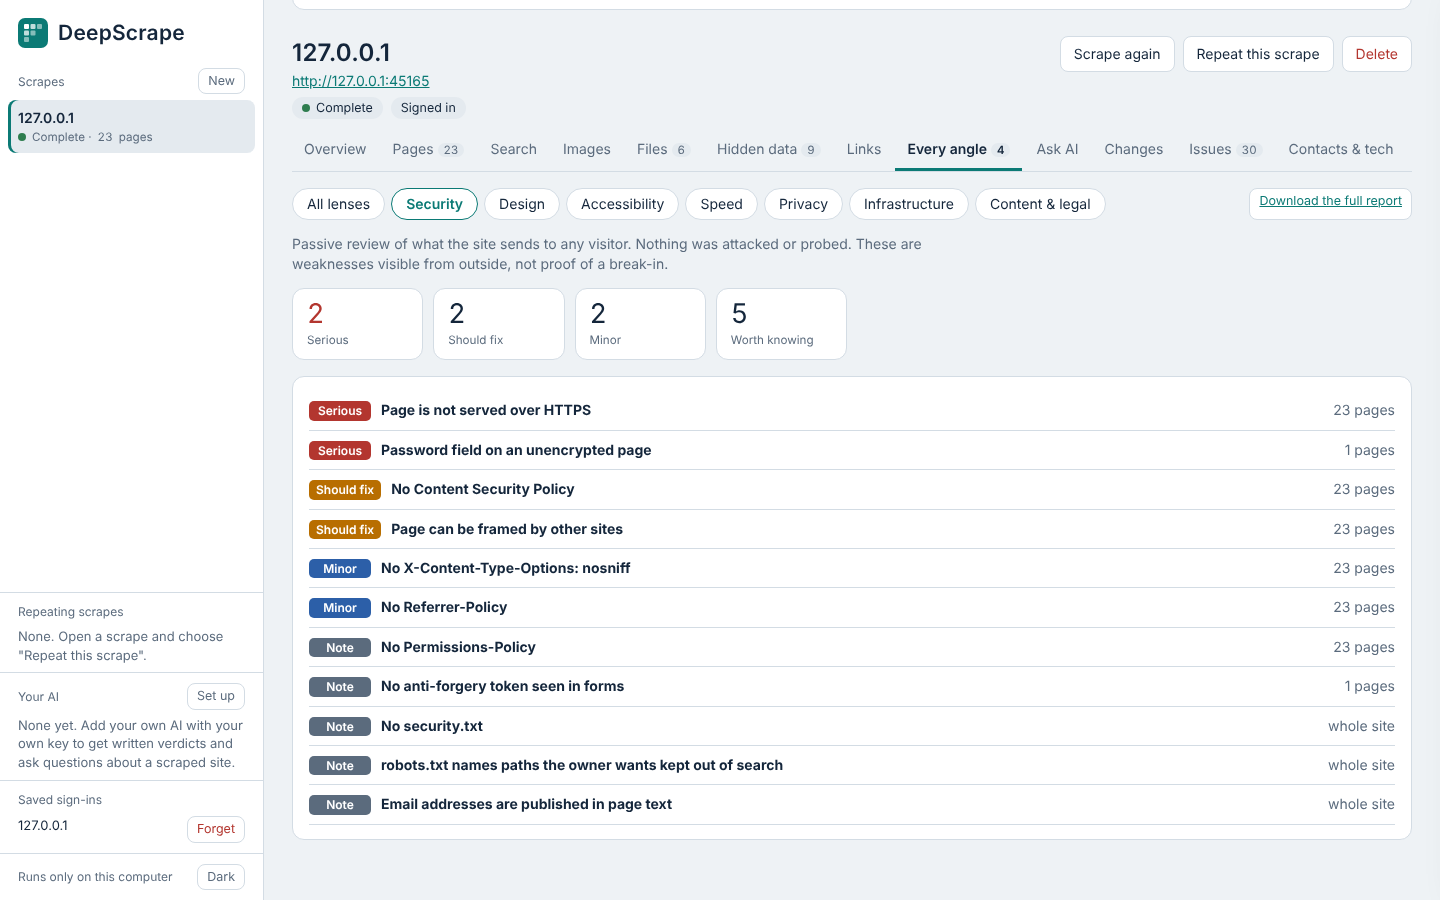 DeepScrape
Scrapes
New
127.0.0.1
Complete · 23 pages
Repeating scrapes
None. Open a scrape and choose
"Repeat this scrape".
Your AI
Set up
None yet. Add your own AI with your
own key to get written verdicts and
ask questions about a scraped site.
Saved sign-ins
127.0.0.1
Forget
Runs only on this computer
Dark
127.0.0.1
Scrape again
Repeat this scrape
Delete
http://127.0.0.1:45165
Complete
Signed in
Overview
Pages 23
Search
Images
Files 6
Hidden data 9
Links
Every angle 4
Ask AI
Changes
Issues 30
Contacts & tech
All lenses
Security
Design
Accessibility
Speed
Privacy
Infrastructure
Content & legal
Download the full report
Passive review of what the site sends to any visitor. Nothing was attacked or probed. These are
weaknesses visible from outside, not proof of a break-in.
2
Serious
2
Should fix
2
Minor
5
Worth knowing
Serious Page is not served over HTTPS 23 pages
Serious Password field on an unencrypted page 1 pages
Should fix No Content Security Policy 23 pages
Should fix Page can be framed by other sites 23 pages
Minor No X-Content-Type-Options: nosniff 23 pages
Minor No Referrer-Policy 23 pages
Note No Permissions-Policy 23 pages
Note No anti-forgery token seen in forms 1 pages
Note No security.txt whole site
Note robots.txt names paths the owner wants kept out of search whole site
Note Email addresses are published in page text whole site